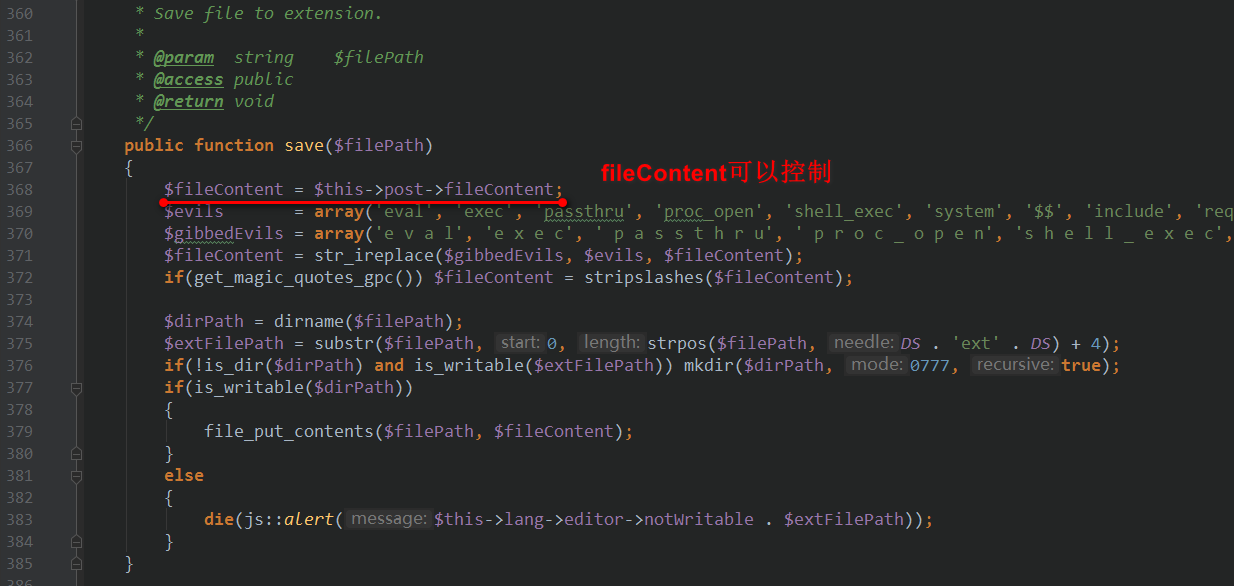 360 * Save file to extension.
361 *
362 * @param string $filePath
363 * @access public
364 * @return void
365 */
366 public function save($filePath)
367 {
fileContent可以控制
368 $fileContent = $this->post->fileContent;
369 $evils = array('eval', 'exec', 'passthru', 'proc_open', 'shell_exec', 'system', '$$', 'include', 'req
370 $gibbedEvils = array('e v a l', 'e x e c', ' p a s s t h r u', ' p r o c _ o p e n', 's h e l l _ e x e c',
371 $fileContent = str_ireplace($gibbedEvils, $evils, $fileContent);
372 if(get_magic_quotes_gpc()) $fileContent = stripslashes($fileContent);
373
374 $dirPath = dirname($filePath);
375 $extFilePath = substr($filePath, start: 0, length: strpos($filePath, needle: DS . 'ext' . DS) + 4);
376 if(!is_dir($dirPath) and is_writable($extFilePath)) mkdir($dirPath, mode: 0777, recursive: true);
377 if(is_writable($dirPath))
378 {
379 file_put_contents($filePath, $fileContent);
380 }
381 else
382 {
383 die(js::alert( message: $this->lang->editor->notWritable . $extFilePath));
384 }
385 }